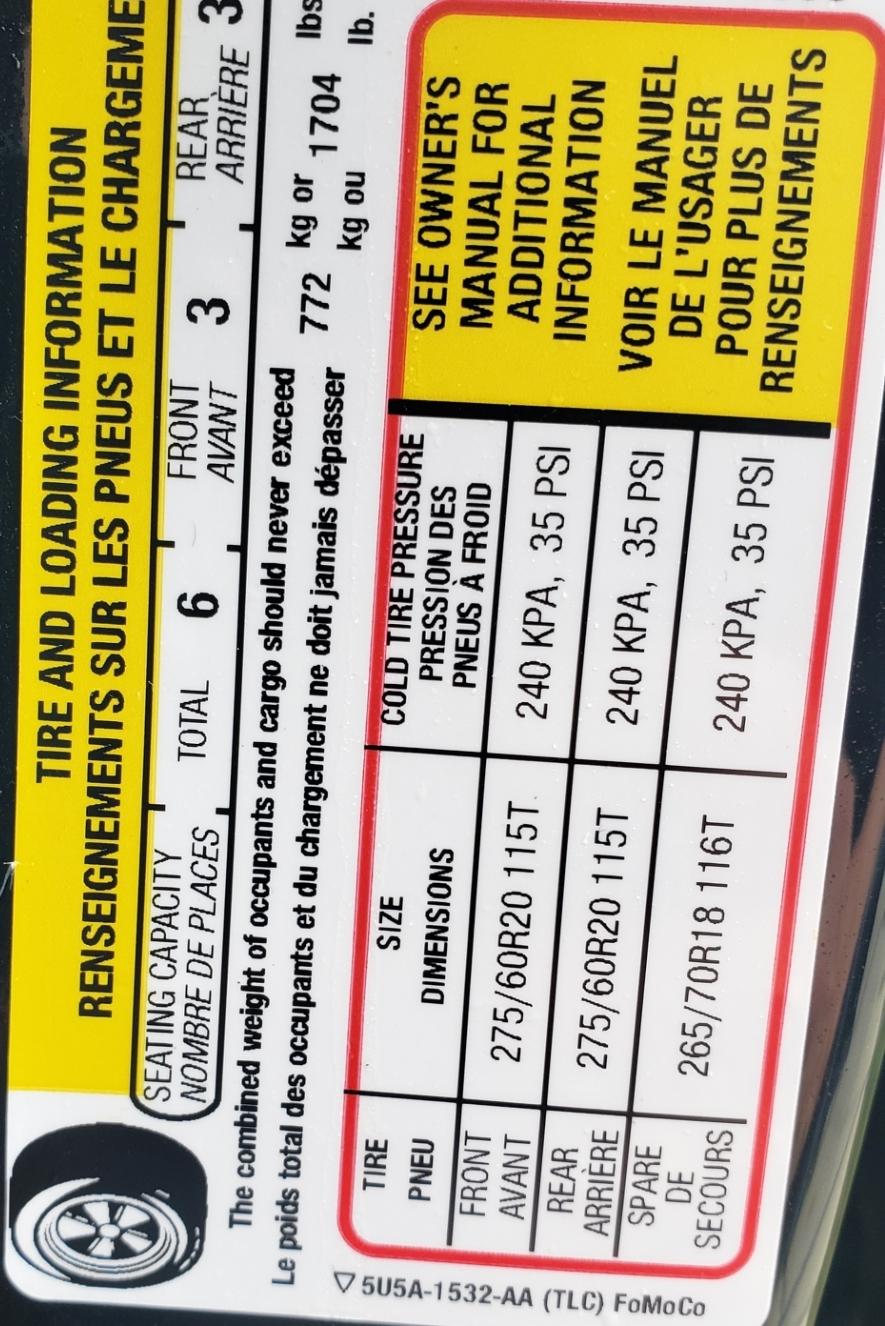 TIRE AND LOADING INFORMATION
RENSEIGNEMENTS SUR LES PNEUS ET LE CHARGEME
SEATING CAPACITY
NOMBRE DE PLACES
TOTAL 6
FRONT
AVANT
3
REAR
ARRIÈRE
3
The combined weight of occupants and cargo should never exceed 772 kg or 1704 lbs
Le poids total des occupants et du chargement ne doit jamais dépasser kg ou lb.
TIRE
PNEU
SIZE
DIMENSIONS
COLD TIRE PRESSURE
PRESSION DES
PNEUS À FROID
FRONT
AVANT
275/60R20 115T
240 KPA, 35 PSI
REAR
ARRIÈRE
275/60R20 115T
240 KPA, 35 PSI
SPARE
DE
SECOURS
265/70R18 116T
240 KPA, 35 PSI
SEE OWNER'S
MANUAL FOR
ADDITIONAL
INFORMATION
VOIR LE MANUEL
DE L'USAGER
POUR PLUS DE
RENSEIGNEMENTS
5U5A-1532-AA (TLC) FoMoCo